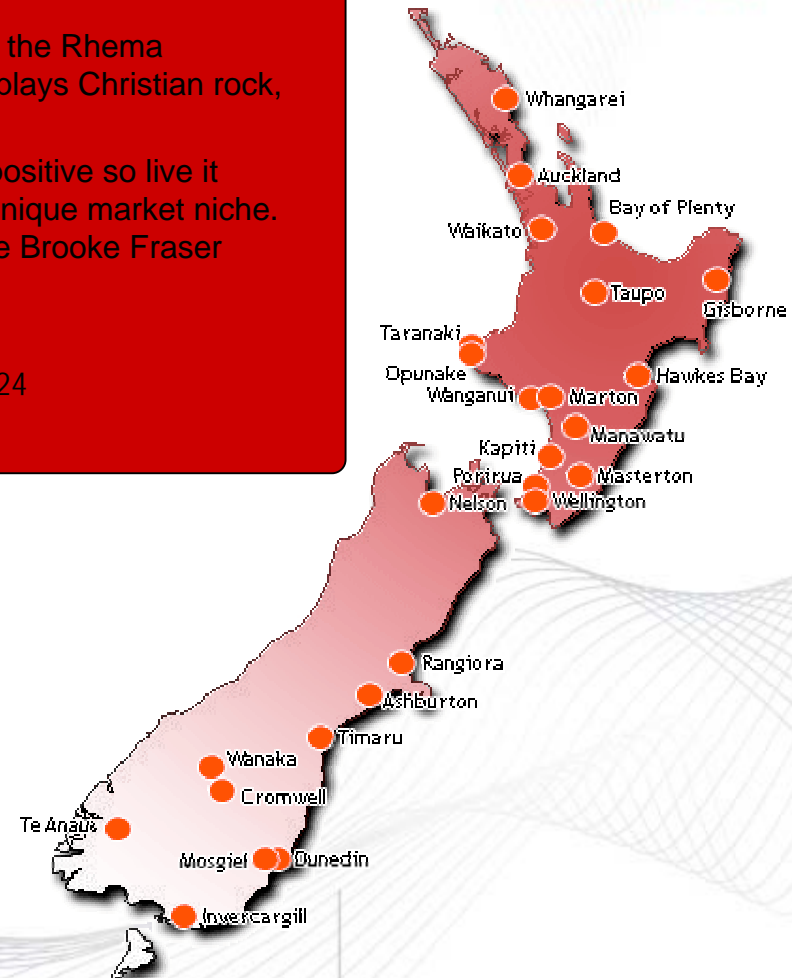 the Rhema
plays Christian rock,
positive so live it
nique market niche.
e Brooke Fraser
24
Whangarei
Auckland
Bay of Plenty
Waikato
Taupo
Gisborne
Taranaki
Opunake
Hawkes Bay
Wanganui
Marton
Manawatu
Kapiti
Porirua
Masterton
Nelson
Wellington
Rangiora
Ashburton
Timaru
Wanaka
Cromwell
Te Anau
Mosgiel
Dunedin
Invercargill